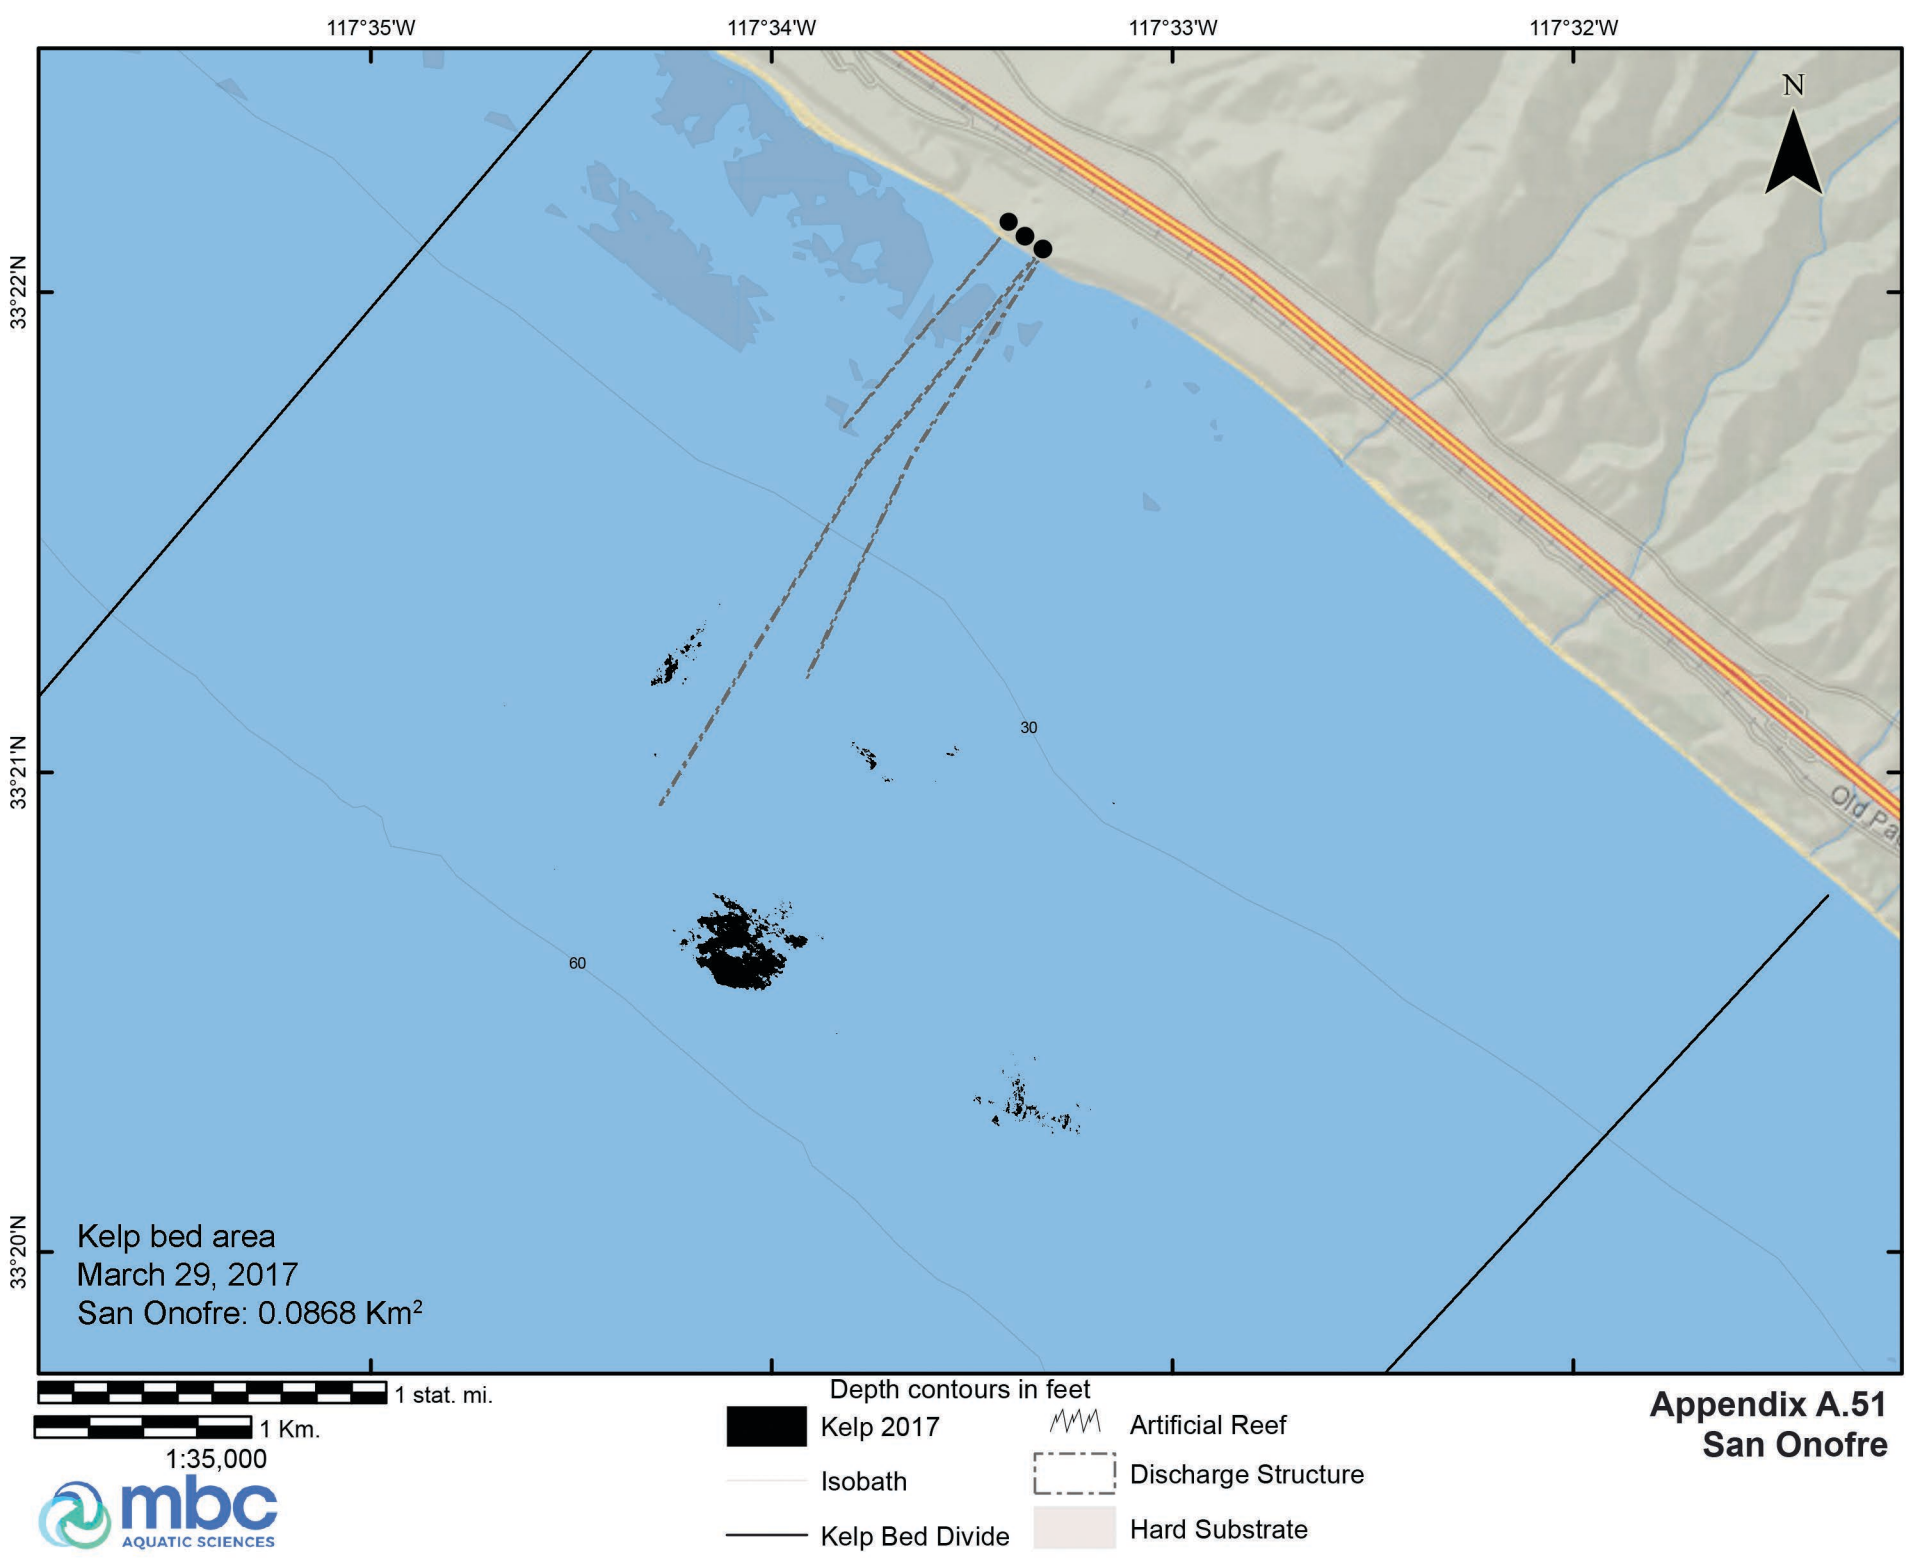 117°35'W
117°34'W
117°33'W
117°32'W
N
33°22'N
30
33°21'N
Old Pa
60
33°20'N
Kelp bed area
March 29, 2017
San Onofre: 0.0868 Km²
1 stat. mi.
1 Km.
1:35,000
mbc
AQUATIC SCIENCES
Depth contours in feet
Kelp 2017
Isobath
Kelp Bed Divide
Artificial Reef
Discharge Structure
Hard Substrate
Appendix A.51
San Onofre